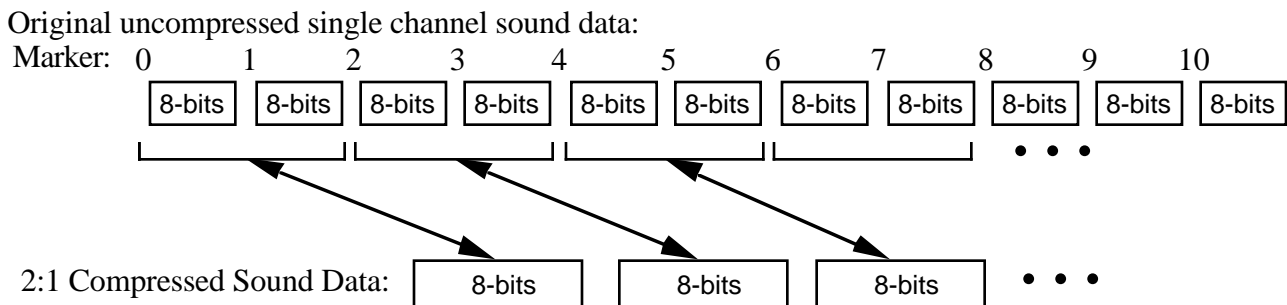 Original uncompressed single channel sound data:
Marker: 0 1 2 3 4 5 6 7 8 9 10
8-bits 8-bits 8-bits 8-bits 8-bits 8-bits 8-bits 8-bits 8-bits 8-bits 8-bits
• • •
2:1 Compressed Sound Data: 8-bits 8-bits 8-bits • • •